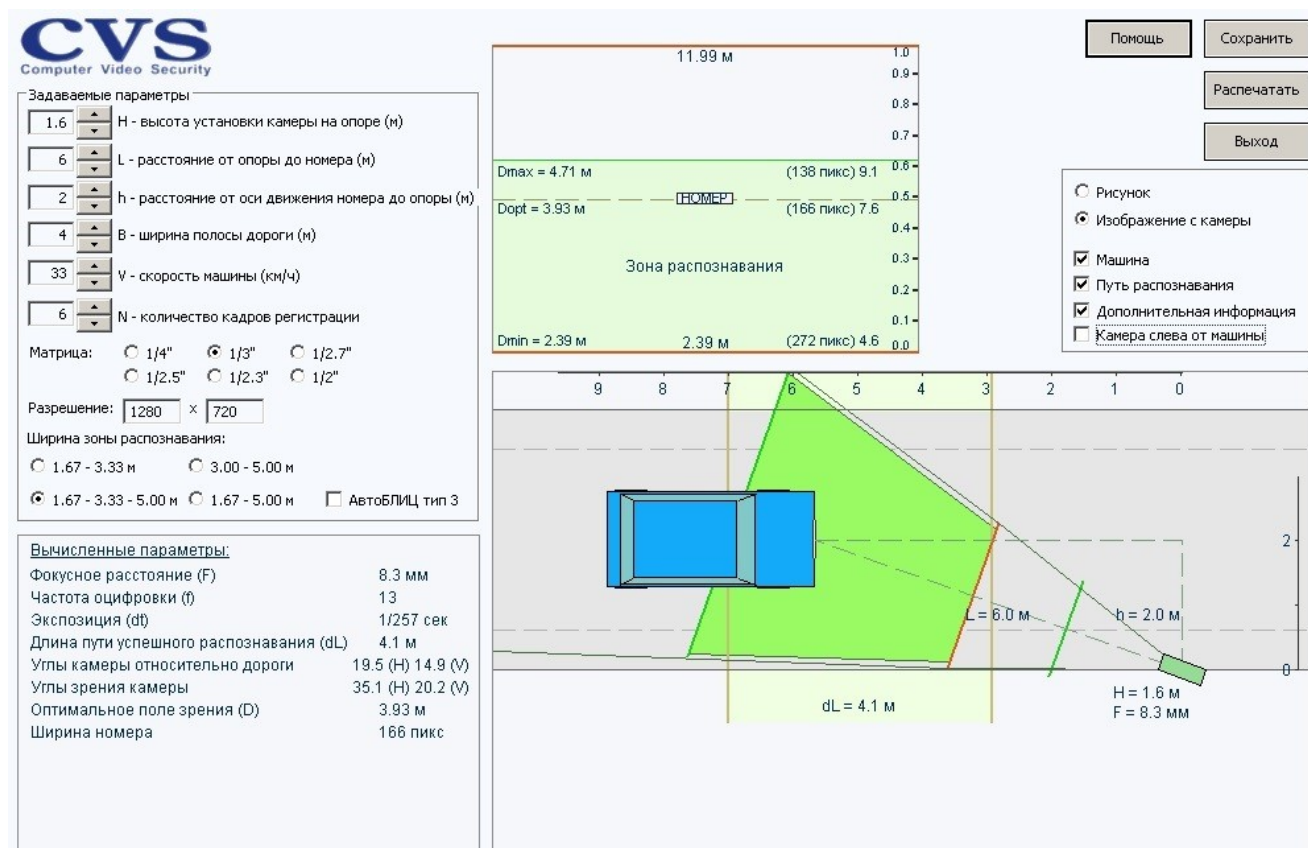 CVS
Computer Video Security
Помощь
Сохранить
Распечатать
Выход
Задаваемые параметры
1.6 H - высота установки камеры на опоре (м)
6 L - расстояние от опоры до номера (м)
2 h - расстояние от оси движения номера до опоры (м)
4 B - ширина полосы дороги (м)
33 V - скорость машины (км/ч)
6 N - количество кадров регистрации
Матрица: 1/4" 1/3" 1/2.7"
1/2.5" 1/2.3" 1/2"
Разрешение: 1280 x 720
Ширина зоны распознавания:
1.67 - 3.33 м 3.00 - 5.00 м
1.67 - 3.33 - 5.00 м 1.67 - 5.00 м АвтоБЛИЦ тип 3
Вычисленные параметры:
Фокусное расстояние (F) 8.3 мм
Частота оцифровки (f) 13
Экспозиция (dt) 1/257 сек
Длина пути успешного распознавания (dL) 4.1 м
Углы камеры относительно дороги 19.5 (H) 14.9 (V)
Углы зрения камеры 35.1 (H) 20.2 (V)
Оптимальное поле зрения (D) 3.93 м
Ширина номера 166 пикс
11.99 м 1.0
0.9
0.8
0.7
0.6
Dmax = 4.71 м (138 пикс) 9.1
НОМЕР 0.5
Dopt = 3.93 м (166 пикс) 7.6
0.4
Зона распознавания 0.3
0.2
0.1
Dmin = 2.39 м 2.39 м (272 пикс) 4.6 0.0
Рисунок
Изображение с камеры
Машина
Путь распознавания
Дополнительная информация
Камера слева от машины
9 8 7 6 5 4 3 2 1 0
2
L = 6.0 м h = 2.0 м
0
H = 1.6 м
dL = 4.1 м
F = 8.3 мм